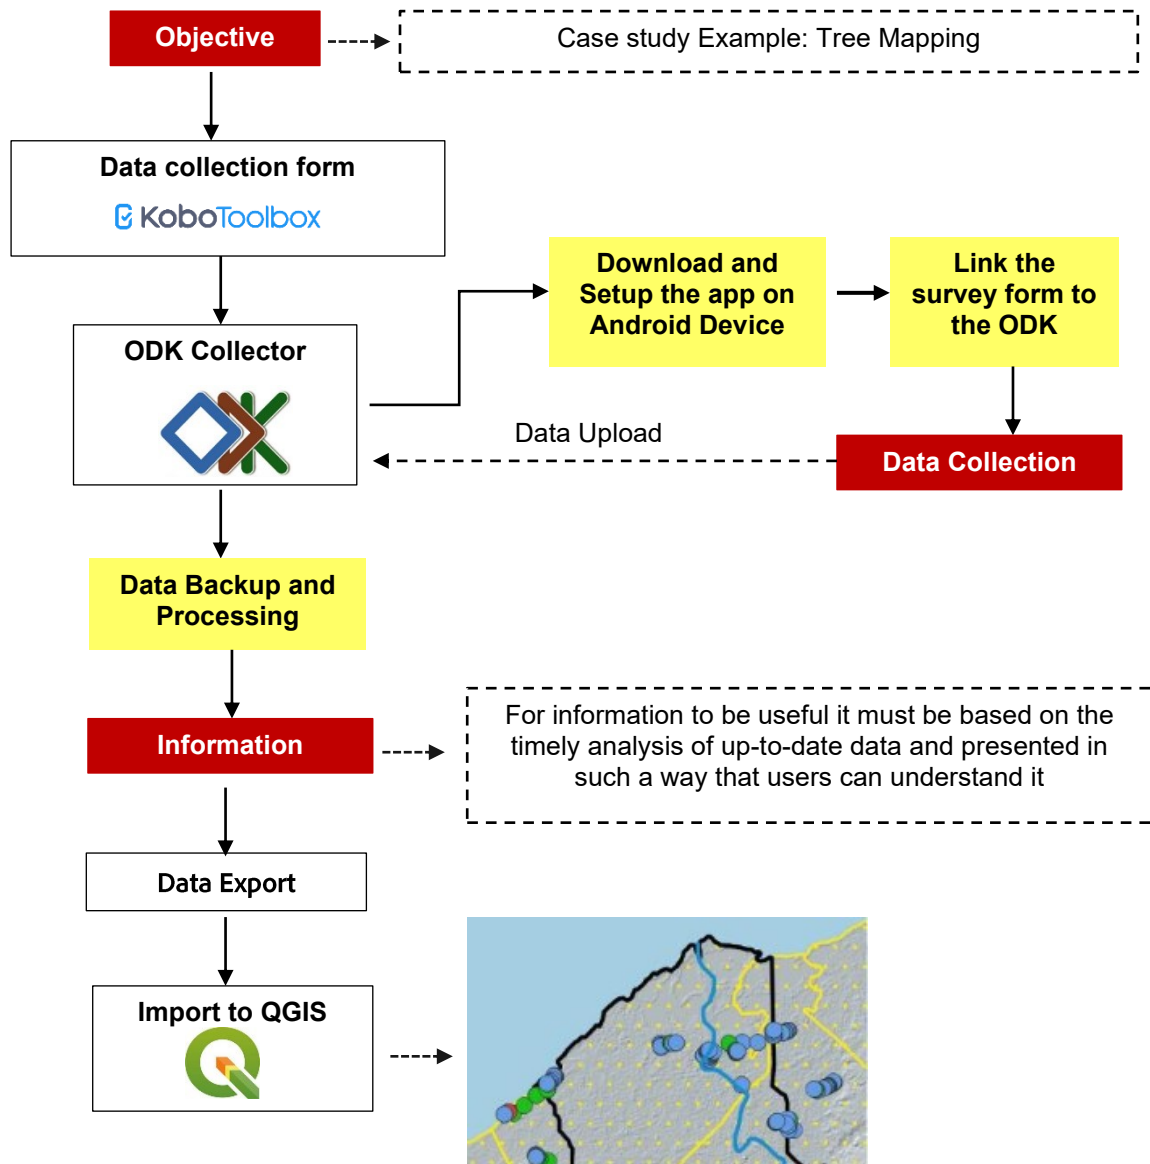 Objective
Case study Example: Tree Mapping
Data collection form
KoboToolbox
Download and
Setup the app on
Android Device
Link the
survey form to
the ODK
ODK Collector
Data Upload
Data Collection
Data Backup and
Processing
Information
For information to be useful it must be based on the
timely analysis of up-to-date data and presented in
such a way that users can understand it
Data Export
Import to QGIS